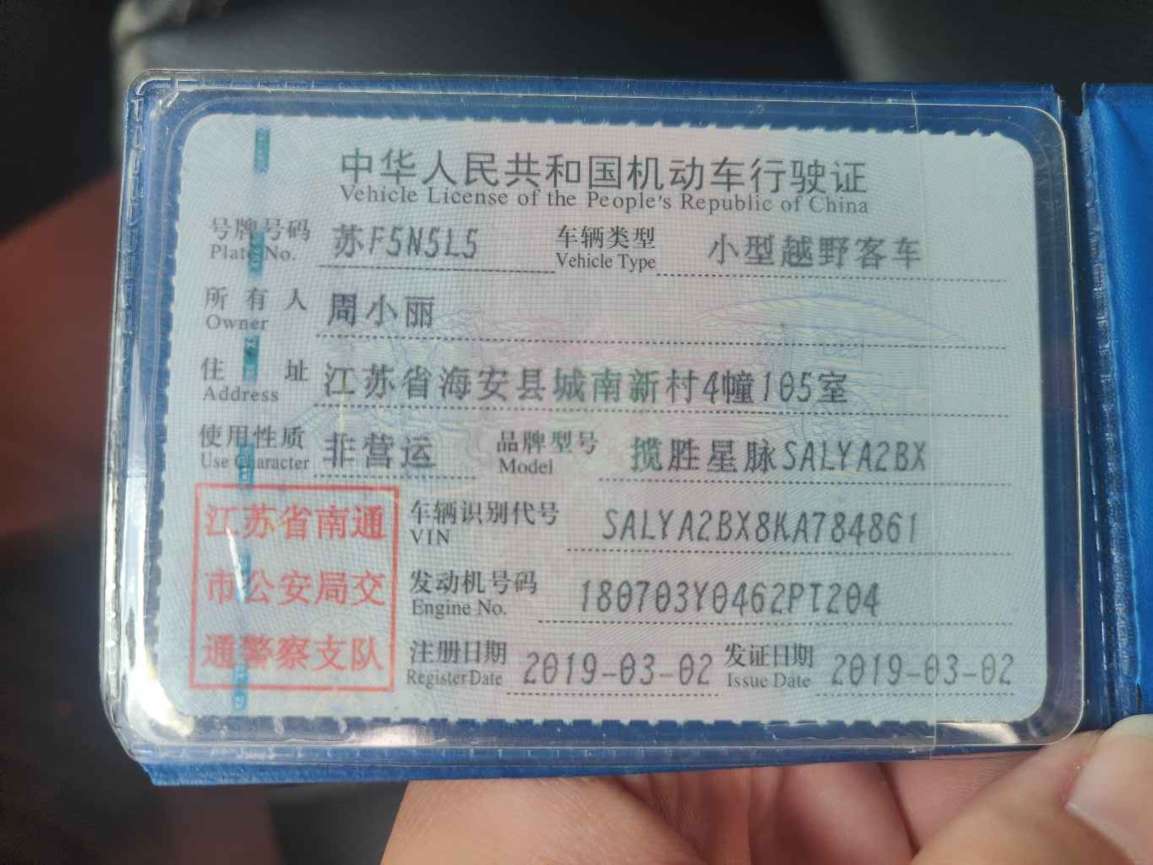 中华人民共和国机动车行驶证
Vehicle License of the People's Republic of China
号牌号码 苏F5N5L5 车辆类型 小型越野客车
Plate No. Vehicle Type
所有人 周小丽
Owner
住址 江苏省海安县城南新村4幢105室
Address
使用性质 非营运 品牌型号 揽胜星脉SALYA2BX
Use Character Model
江苏省南通 车辆识别代号 SALYA2BX8KA784861
VIN
市公安局交 发动机号码 180703Y0462PT204
Engine No.
通警察支队 注册日期 2019-03-02 发证日期 2019-03-02
Register Date Issue Date